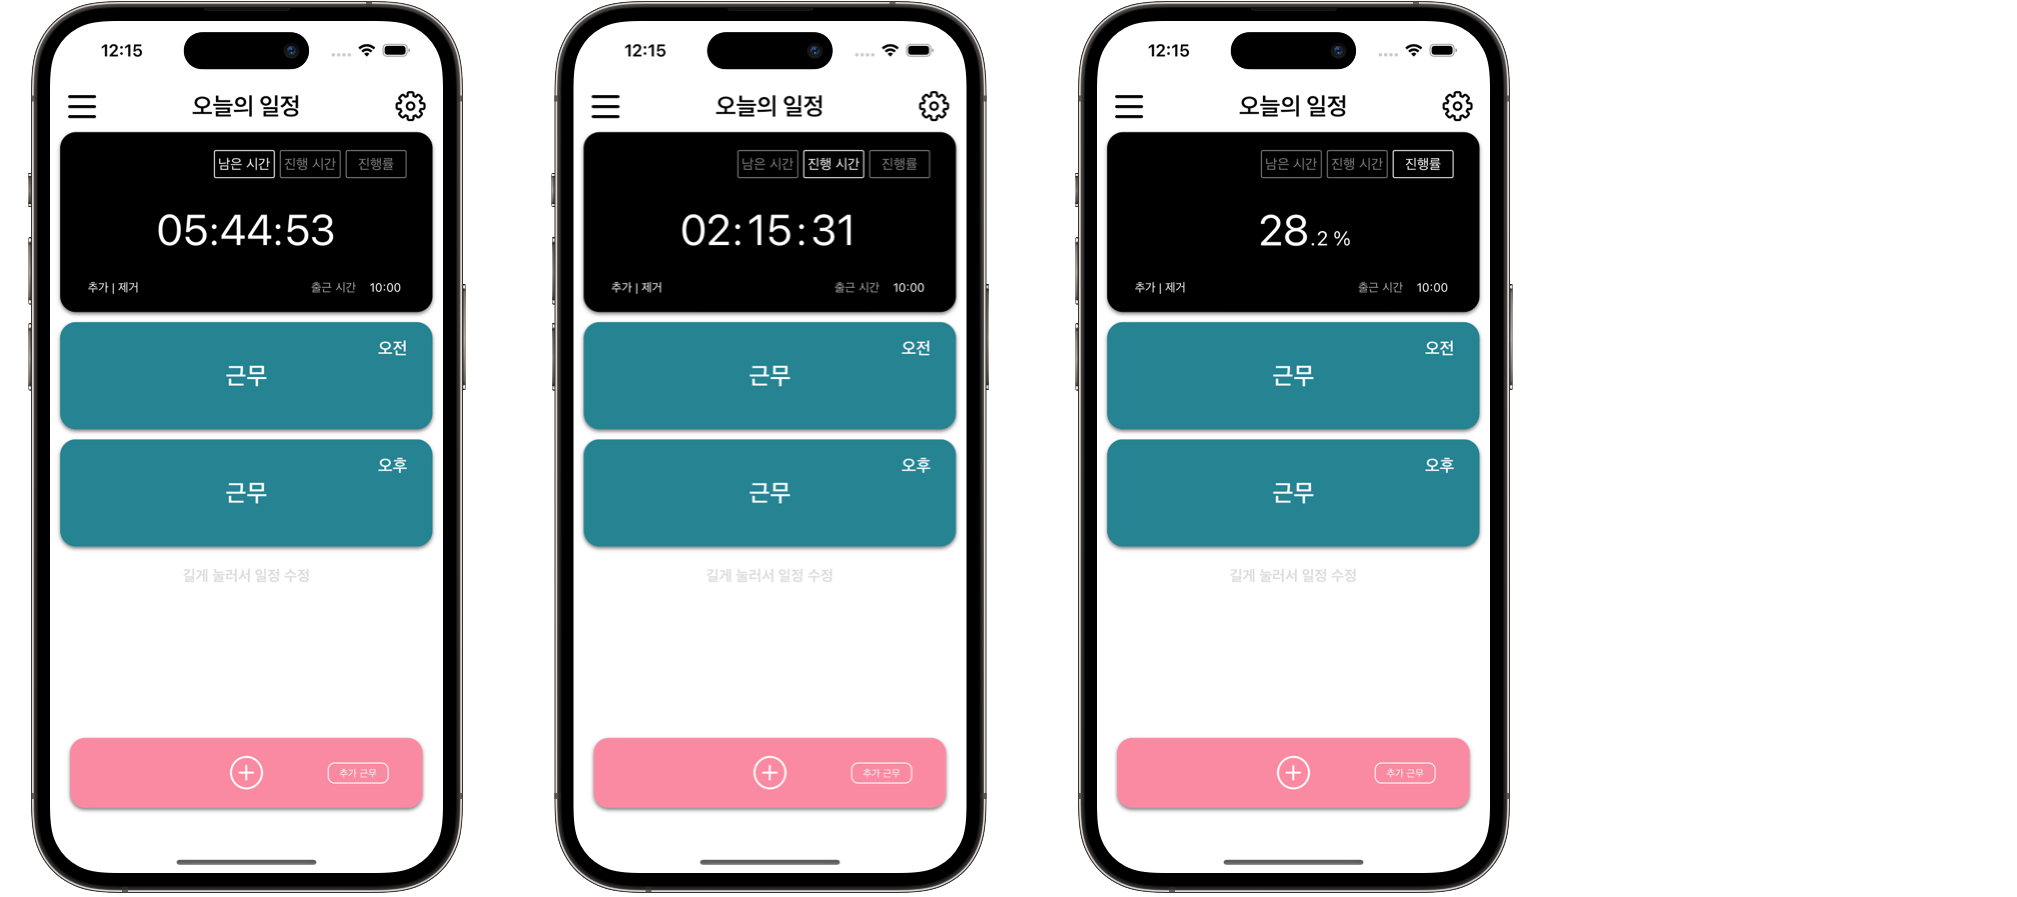 12:15
오늘의 일정
남은 시간 진행 시간 진행률
05:44:53
추가 | 제거 출근 시간 10:00
오전
근무
오후
근무
길게 눌러서 일정 수정
추가 근무
12:15
오늘의 일정
남은 시간 진행 시간 진행률
02:15:31
추가 | 제거 출근 시간 10:00
오전
근무
오후
근무
길게 눌러서 일정 수정
추가 근무
12:15
오늘의 일정
남은 시간 진행 시간 진행률
28.2 %
추가 | 제거 출근 시간 10:00
오전
근무
오후
근무
길게 눌러서 일정 수정
추가 근무